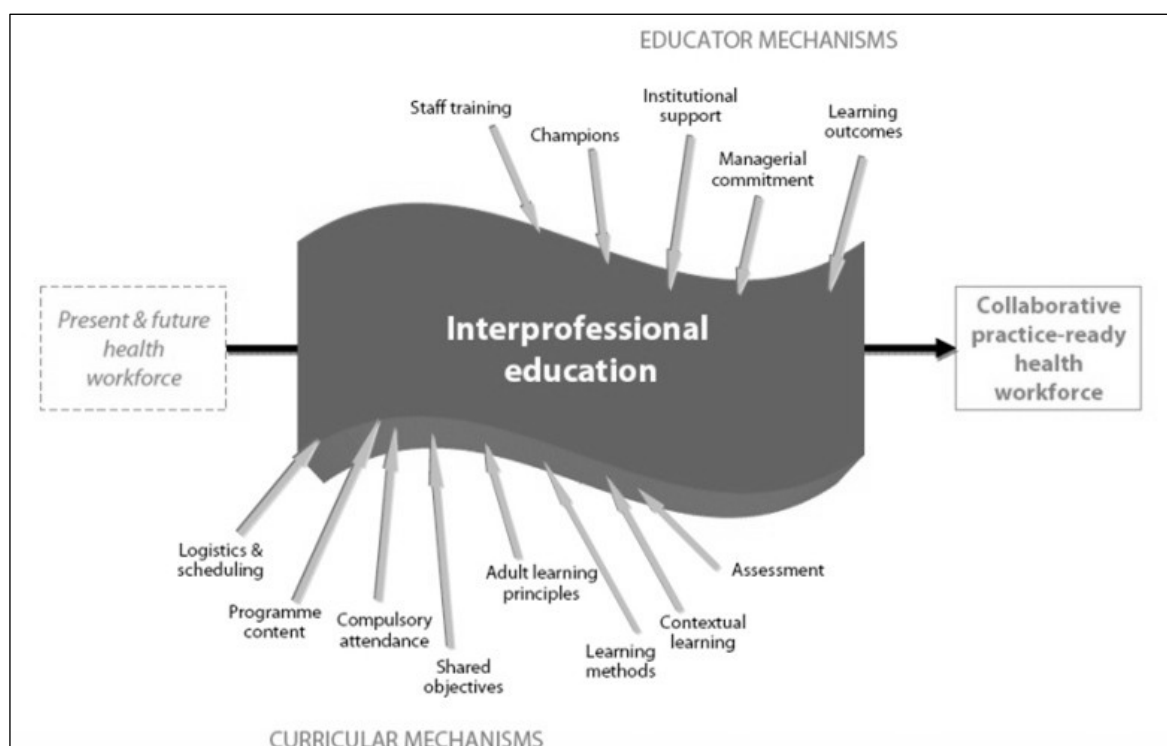 EDUCATOR MECHANISMS
Staff training
Champions
Institutional
support
Managerial
commitment
Learning
outcomes
Present & future
health
workforce
Interprofessional
education
Collaborative
practice-ready
health
workforce
Logistics &
scheduling
Programme
content
Compulsory
attendance
Shared
objectives
Adult learning
principles
Learning
methods
Contextual
learning
Assessment
CURRICULAR MECHANISMS